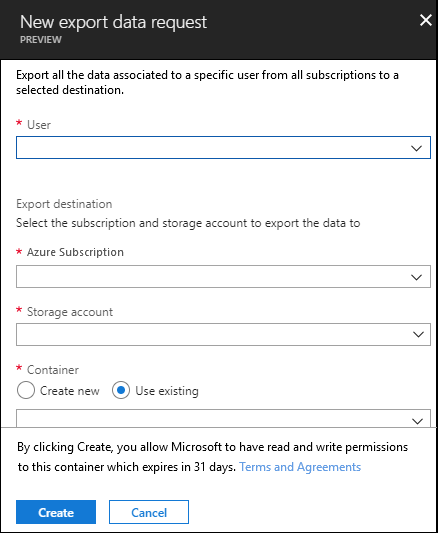 New export data request
PREVIEW
Export all the data associated to a specific user from all subscriptions to a
selected destination.
* User
Export destination
Select the subscription and storage account to export the data to
* Azure Subscription
* Storage account
* Container
Create new Use existing
By clicking Create, you allow Microsoft to have read and write permissions
to this container which expires in 31 days. Terms and Agreements
Create Cancel